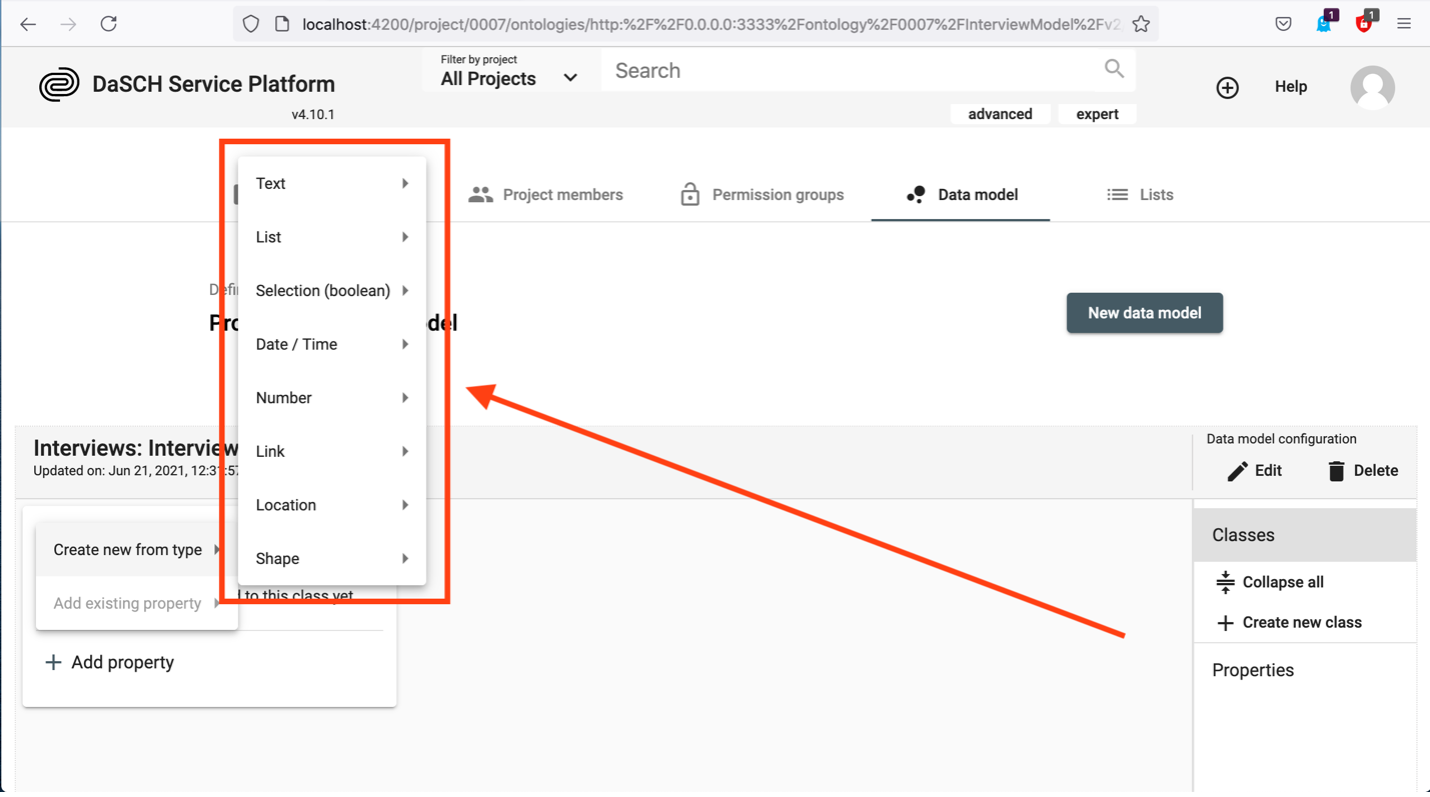 localhost:4200/project/0007/ontologies/http:%2F%2F0.0.0.0:3333%2Fontology%2F0007%2FInterviewModel%2Fv2
1
1
DaSCH Service Platform
v4.10.1
Filter by project
All Projects
Search
advanced
expert
Help
Project members
Permission groups
Data model
Lists
Text
List
Selection (boolean)
Date / Time
Number
Link
Location
Shape
New data model
Interviews: Interview
Updated on: Jun 21, 2021, 12:31:57
Data model configuration
Edit
Delete
Create new from type
Add existing property
to this class yet
Add property
Classes
Collapse all
Create new class
Properties